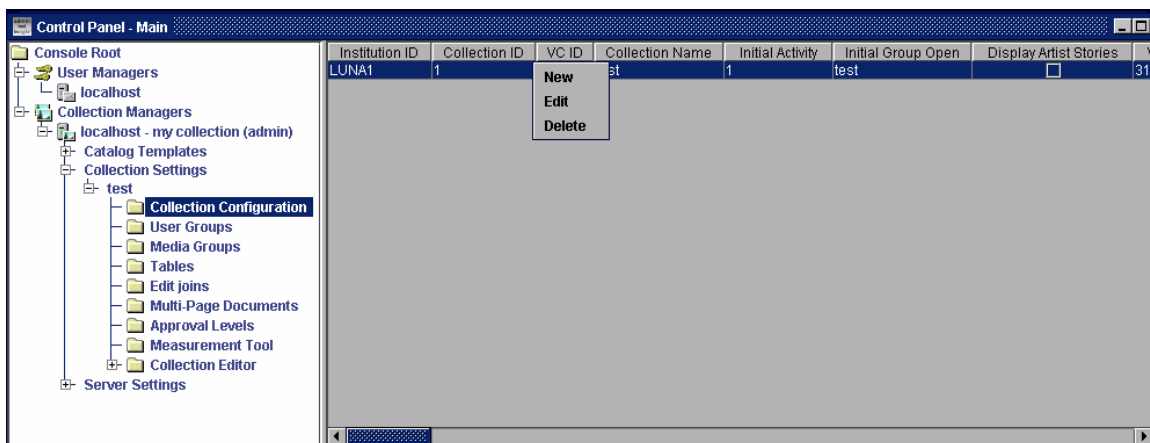 Control Panel - Main
Console Root
User Managers
localhost
Collection Managers
localhost - my collection (admin)
Catalog Templates
Collection Settings
test
Collection Configuration
User Groups
Media Groups
Tables
Edit joins
Multi-Page Documents
Approval Levels
Measurement Tool
Collection Editor
Server Settings
Institution ID Collection ID VC ID Collection Name Initial Activity Initial Group Open Display Artist Stories
LUNA1 1 st 1 test 31
New
Edit
Delete